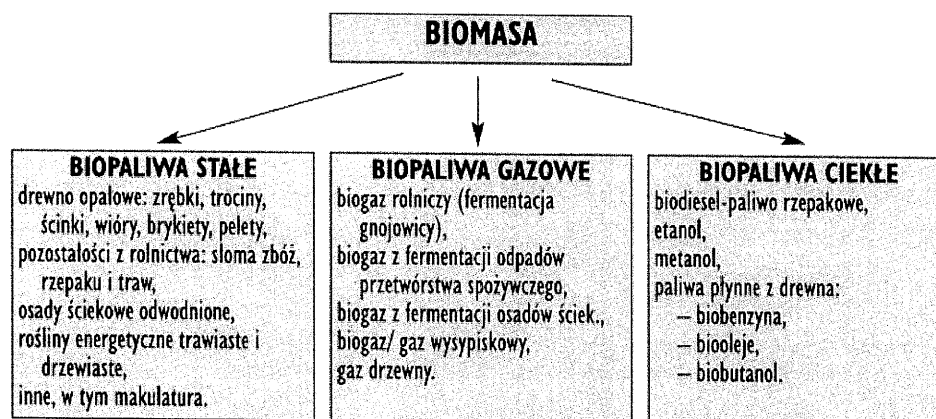 BIOMASA
BIOPALIWA STAŁE
drewno opałowe: zrębki, trociny,
ścinki, wióry, brykiety, pelety,
pozostałości z rolnictwa: słoma zbóż,
rzepaku i traw,
osady ściekowe odwodnione,
rośliny energetyczne trawiaste i
drzewiaste,
inne, w tym makulatura.
BIOPALIWA GAZOWE
biogaz rolniczy (fermentacja
gnojowicy),
biogaz z fermentacji odpadów
przetwórstwa spożywczego,
biogaz z fermentacji osadów ściek.,
biogaz/ gaz wysypiskowy,
gaz drzewny.
BIOPALIWA CIEKŁE
biodiesel-paliwo rzepakowe,
etanol,
metanol,
paliwa płynne z drewna:
– biobenzyna,
– biooleje,
– biobutanol.